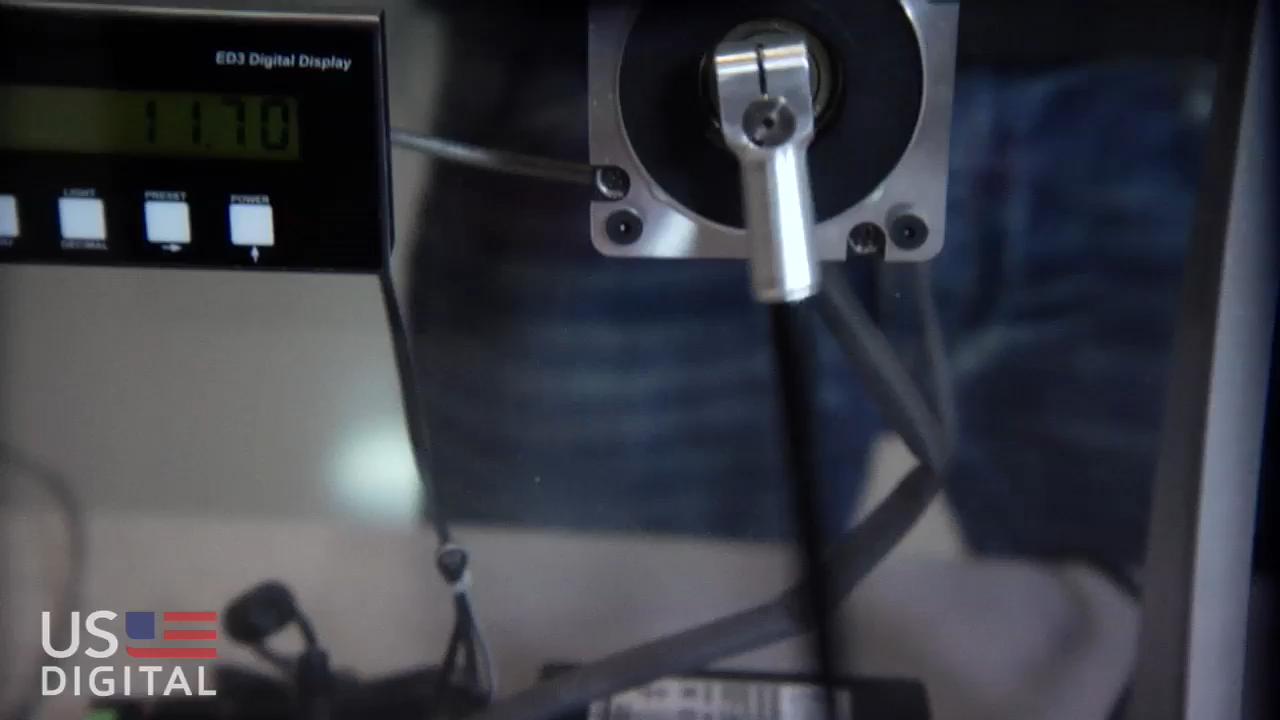 ED3 Digital Display
11.70
LIGHT
PRESET
POWER
DECIMAL
US
DIGITAL